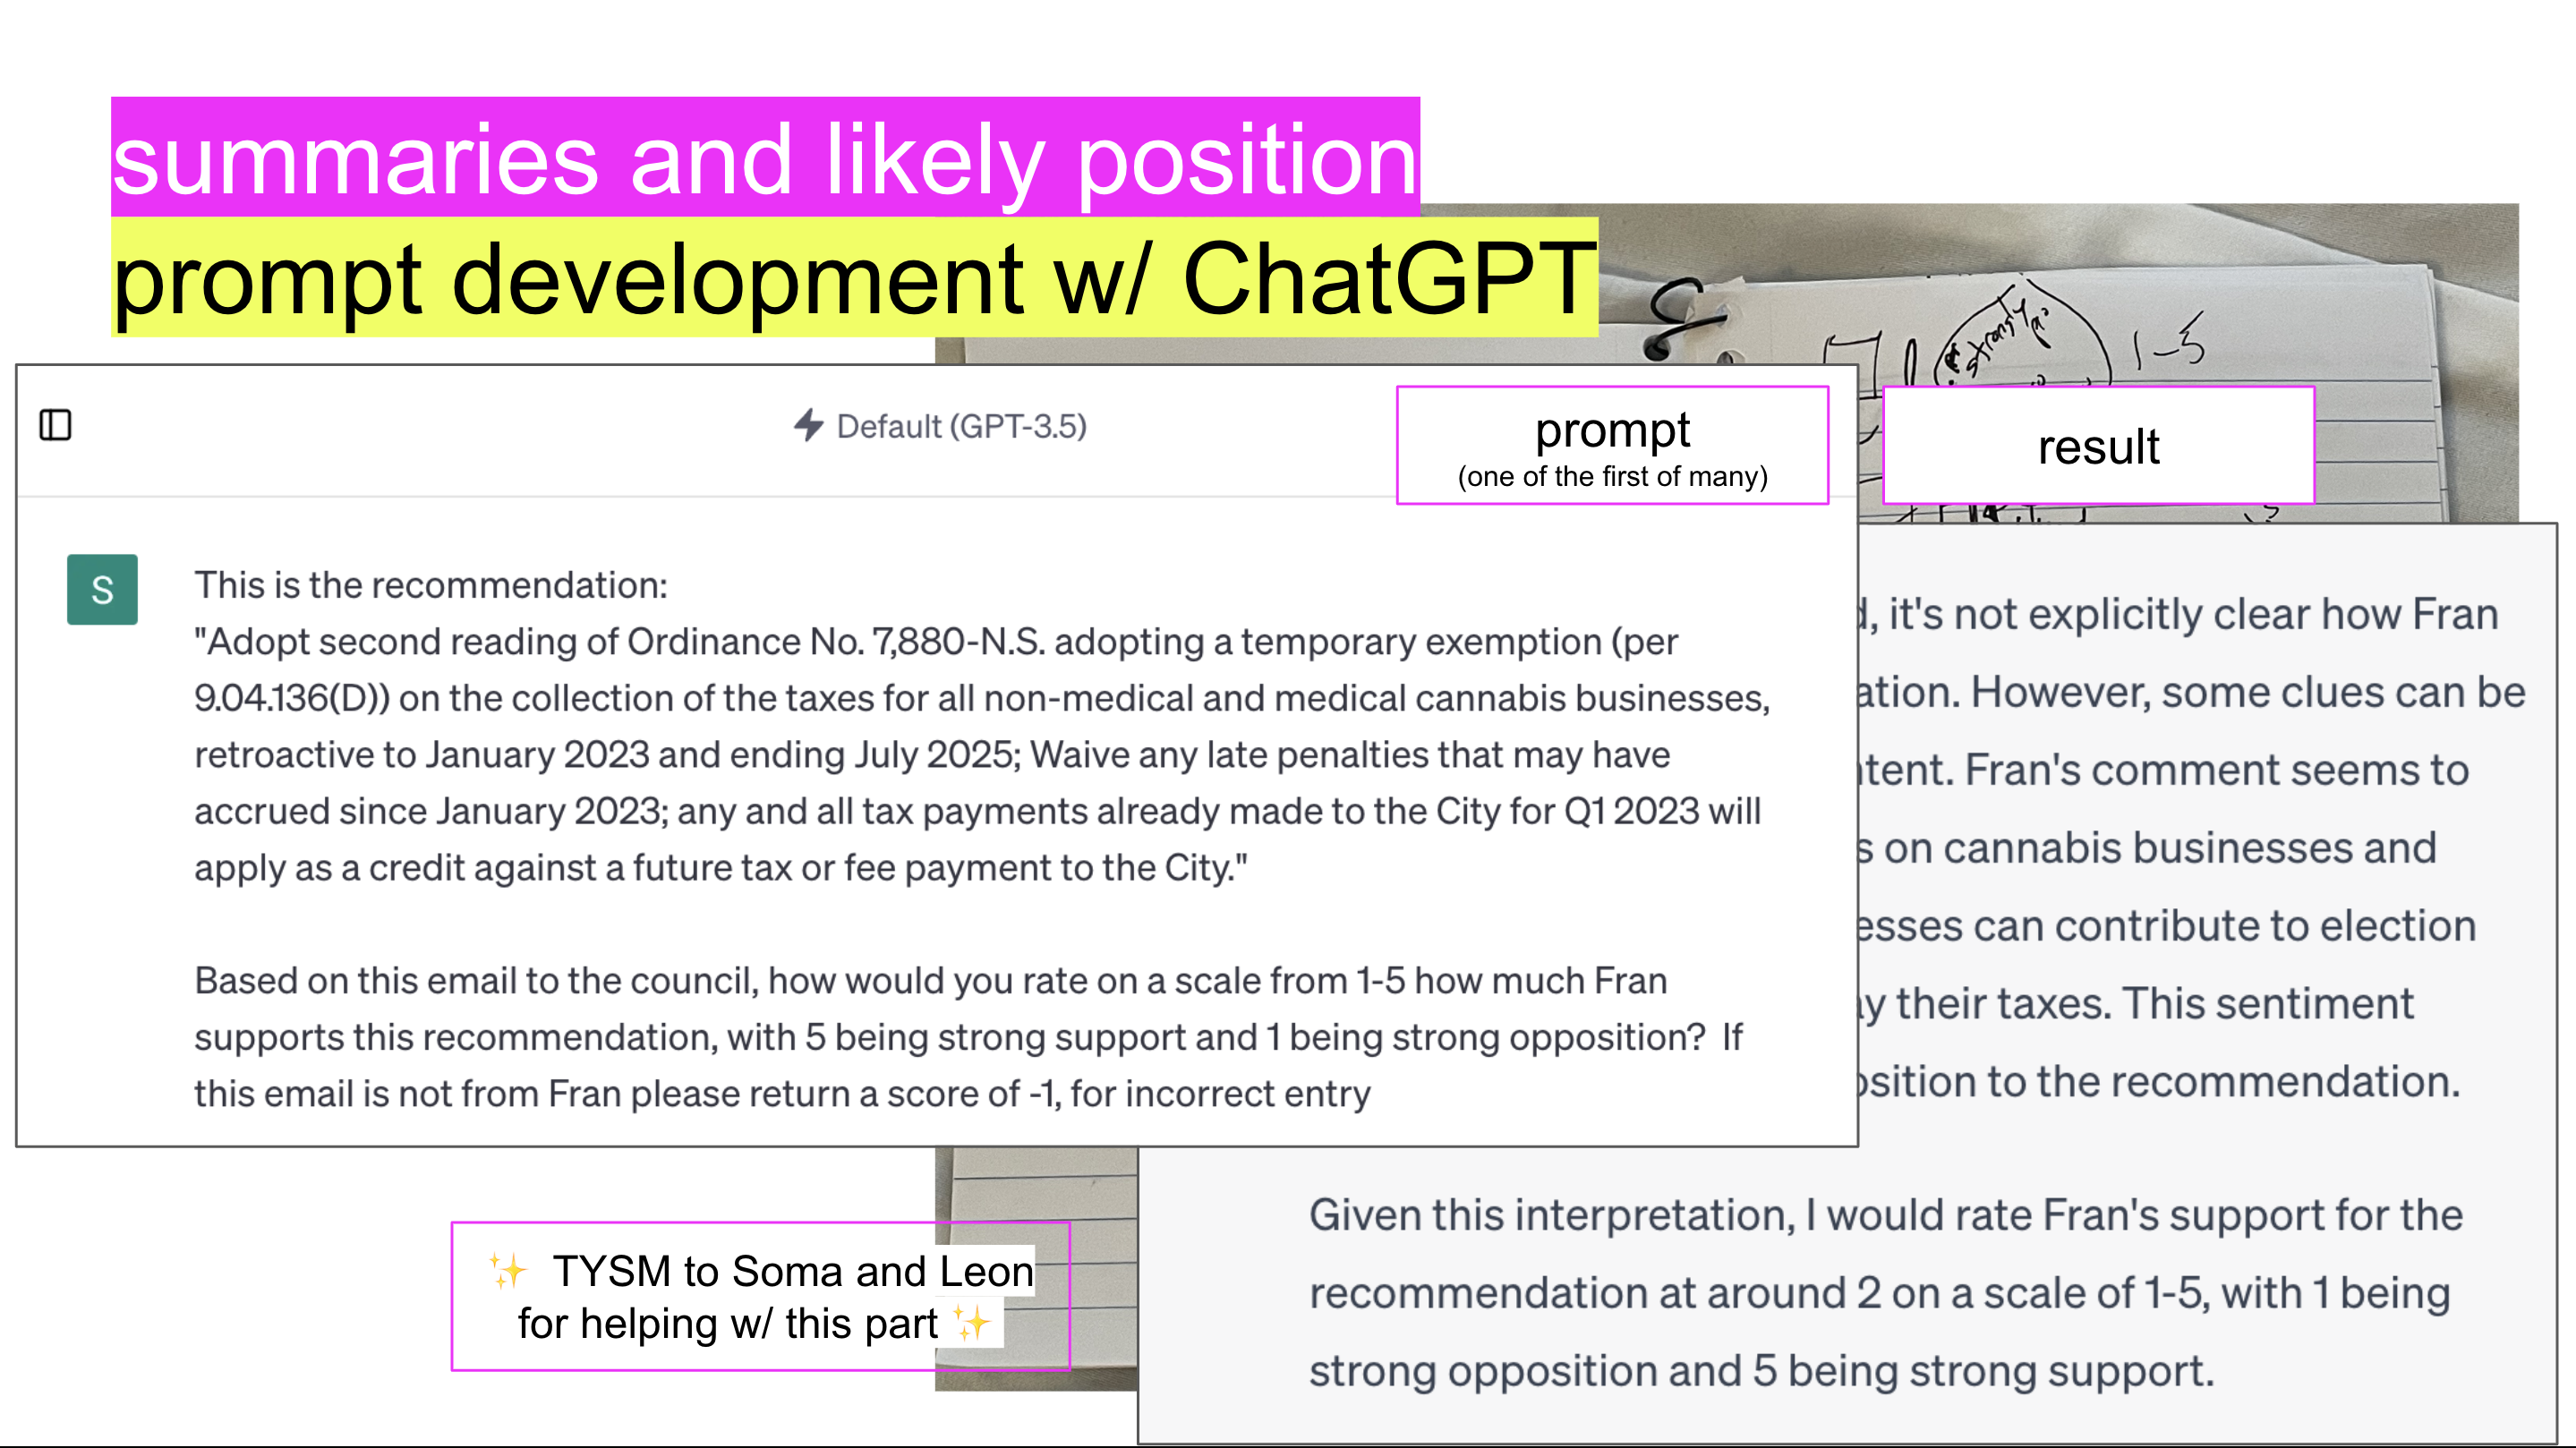 summaries and likely position
prompt development w/ ChatGPT
strongly
1-5
Default (GPT-3.5)
prompt
(one of the first of many)
result
S
This is the recommendation:
"Adopt second reading of Ordinance No. 7,880-N.S. adopting a temporary exemption (per
9.04.136(D)) on the collection of the taxes for all non-medical and medical cannabis businesses,
retroactive to January 2023 and ending July 2025; Waive any late penalties that may have
accrued since January 2023; any and all tax payments already made to the City for Q1 2023 will
apply as a credit against a future tax or fee payment to the City."
Based on this email to the council, how would you rate on a scale from 1-5 how much Fran
supports this recommendation, with 5 being strong support and 1 being strong opposition?  If
this email is not from Fran please return a score of -1, for incorrect entry
, it's not explicitly clear how Fran
ation. However, some clues can be
tent. Fran's comment seems to
s on cannabis businesses and
esses can contribute to election
y their taxes. This sentiment
osition to the recommendation.
Given this interpretation, I would rate Fran's support for the
recommendation at around 2 on a scale of 1-5, with 1 being
strong opposition and 5 being strong support.
✨ TYSM to Soma and Leon
for helping w/ this part ✨